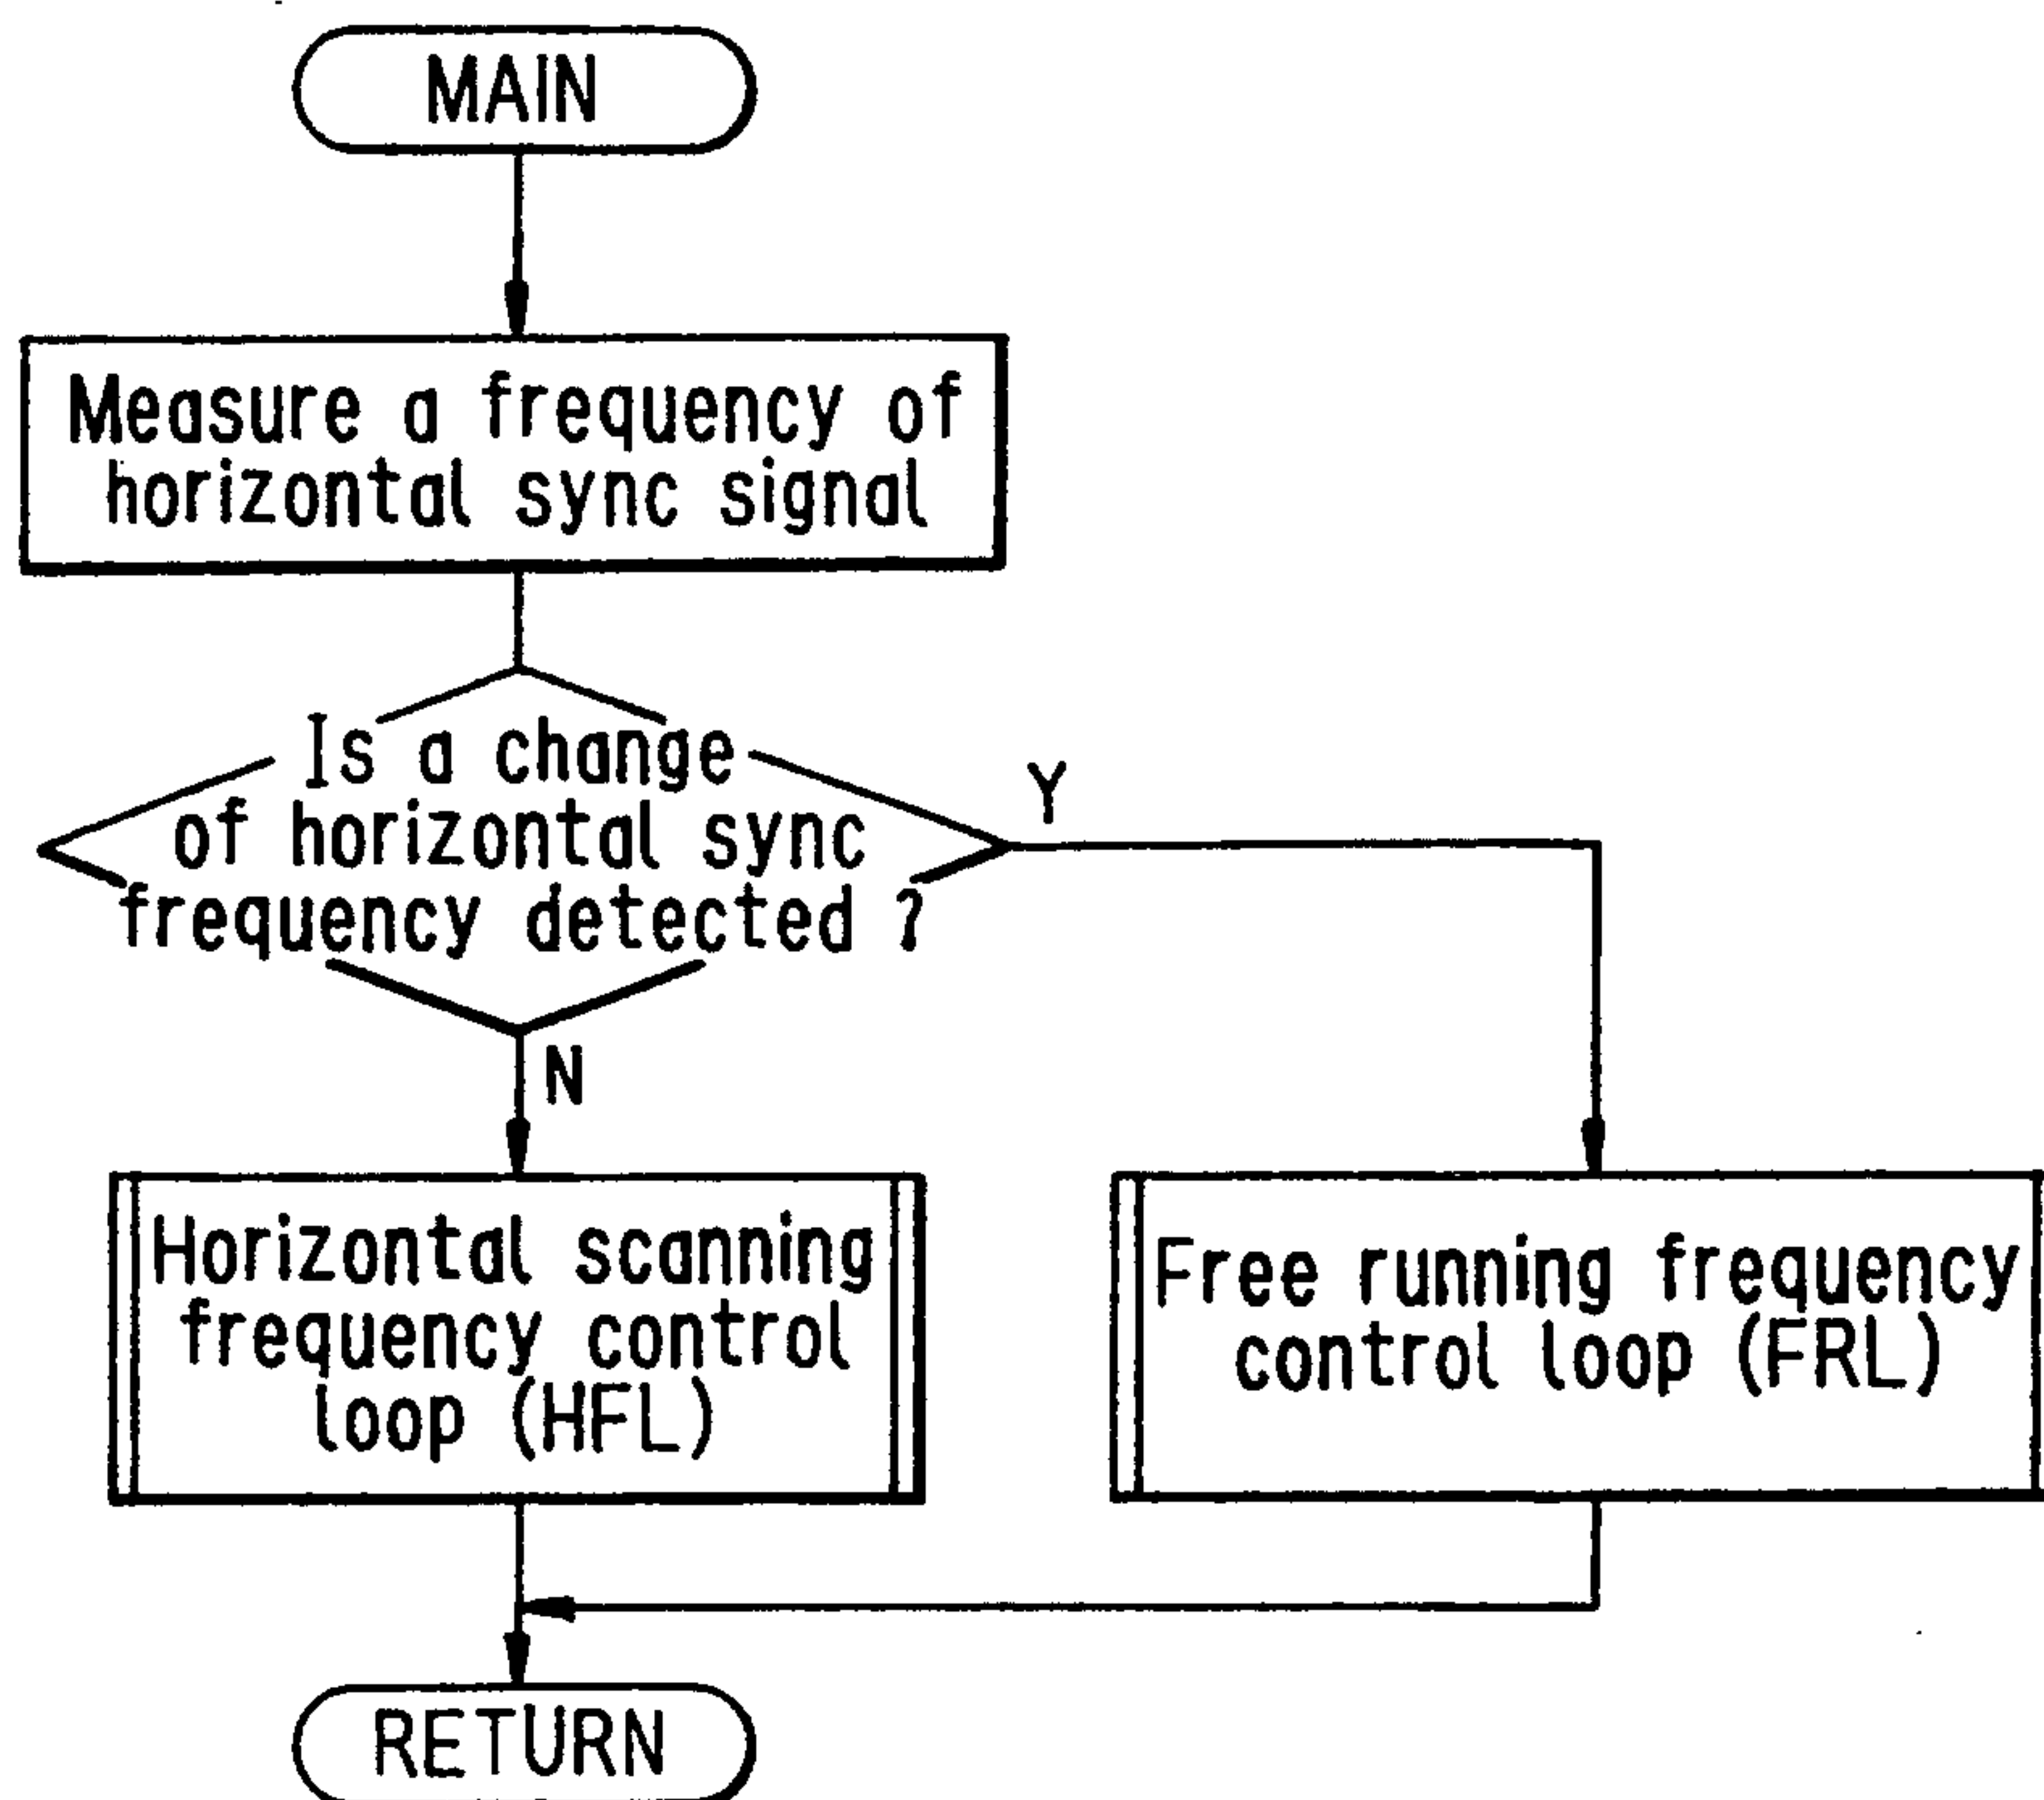 MAIN
Measure a frequency of
horizontal sync signal
Is a change
of horizontal sync
frequency detected ?
Y
N
Horizontal scanning
frequency control
loop (HFL)
Free running frequency
control loop (FRL)
RETURN